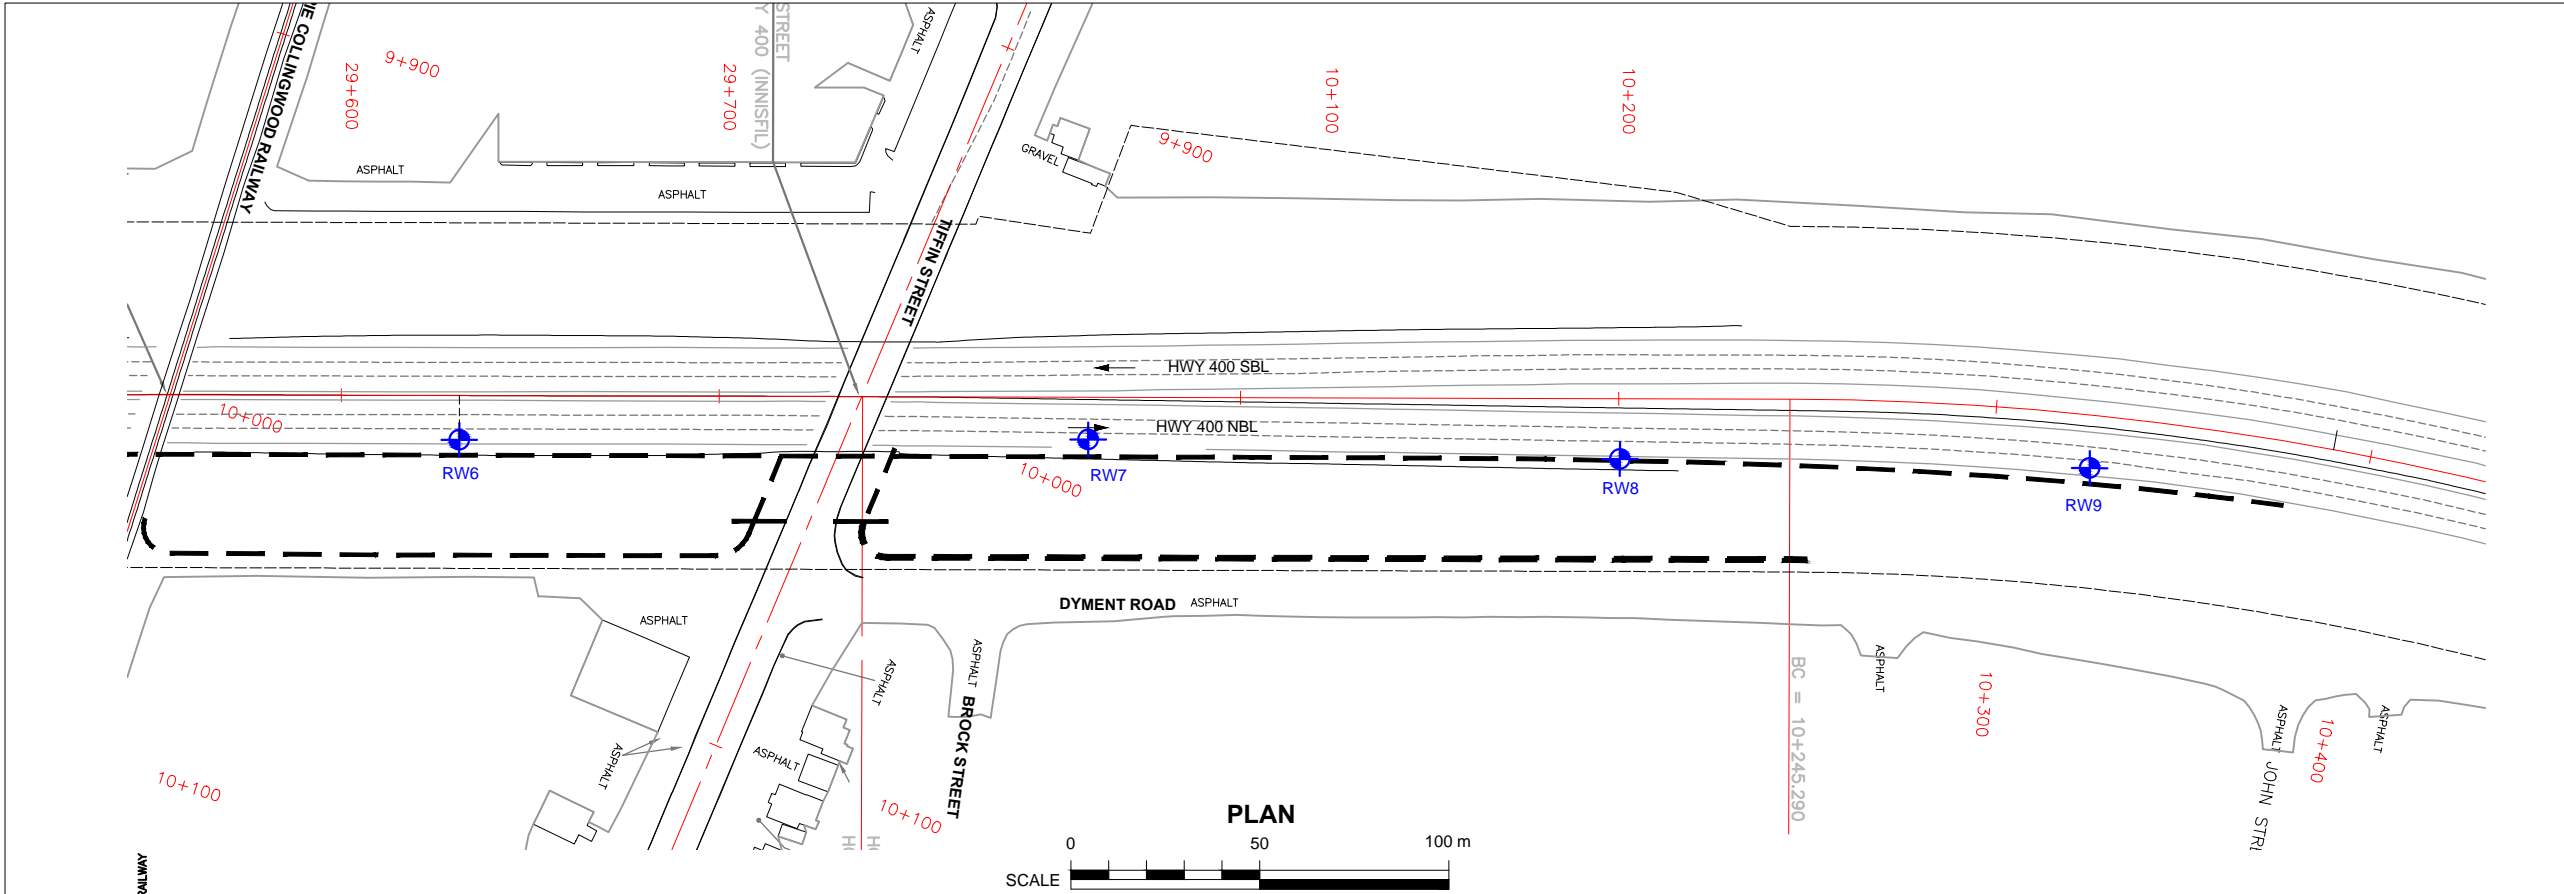 COLLINGWOOD RAILWAY
9+900
29+600
29+700
STREET
400 (INNISFIL)
ASPHALT
10+100
10+200
GRAVEL
9+900
ASPHALT
ASPHALT
TIFFIN STREET
HWY 400 SBL
10+000
HWY 400 NBL
RW6
RW7
10+000
RW8
RW9
DYMENT ROAD
ASPHALT
ASPHALT
ASPHALT
ASPHALT
ASPHALT
BROCK STREET
ASPHALT
ASPHALT
BC = 10+245.290
ASPHALT
10+300
ASPHALT
JOHN
10+400
ASPHALT
10+100
10+100
PLAN
0 50 100 m
SCALE
RAILWAY